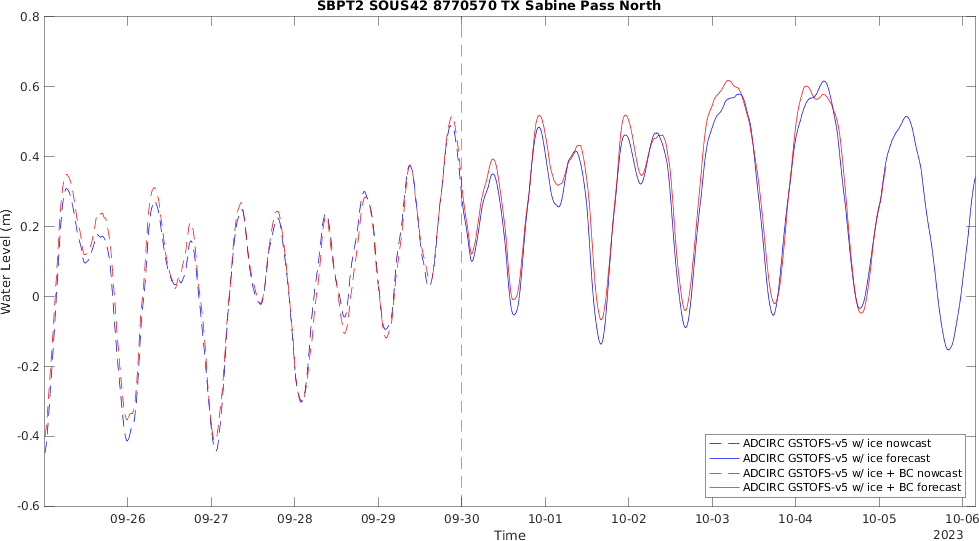 SBPT2 SOUS42 8770570 TX Sabine Pass North
0.8
0.6
0.4
0.2
0
-0.2
-0.4
-0.6
Water Level (m)
ADCIRC GSTOFS-v5 w/ ice nowcast
ADCIRC GSTOFS-v5 w/ ice forecast
ADCIRC GSTOFS-v5 w/ ice + BC nowcast
ADCIRC GSTOFS-v5 w/ ice + BC forecast
09-26 09-27 09-28 09-29 09-30 10-01 10-02 10-03 10-04 10-05 10-06
Time
2023